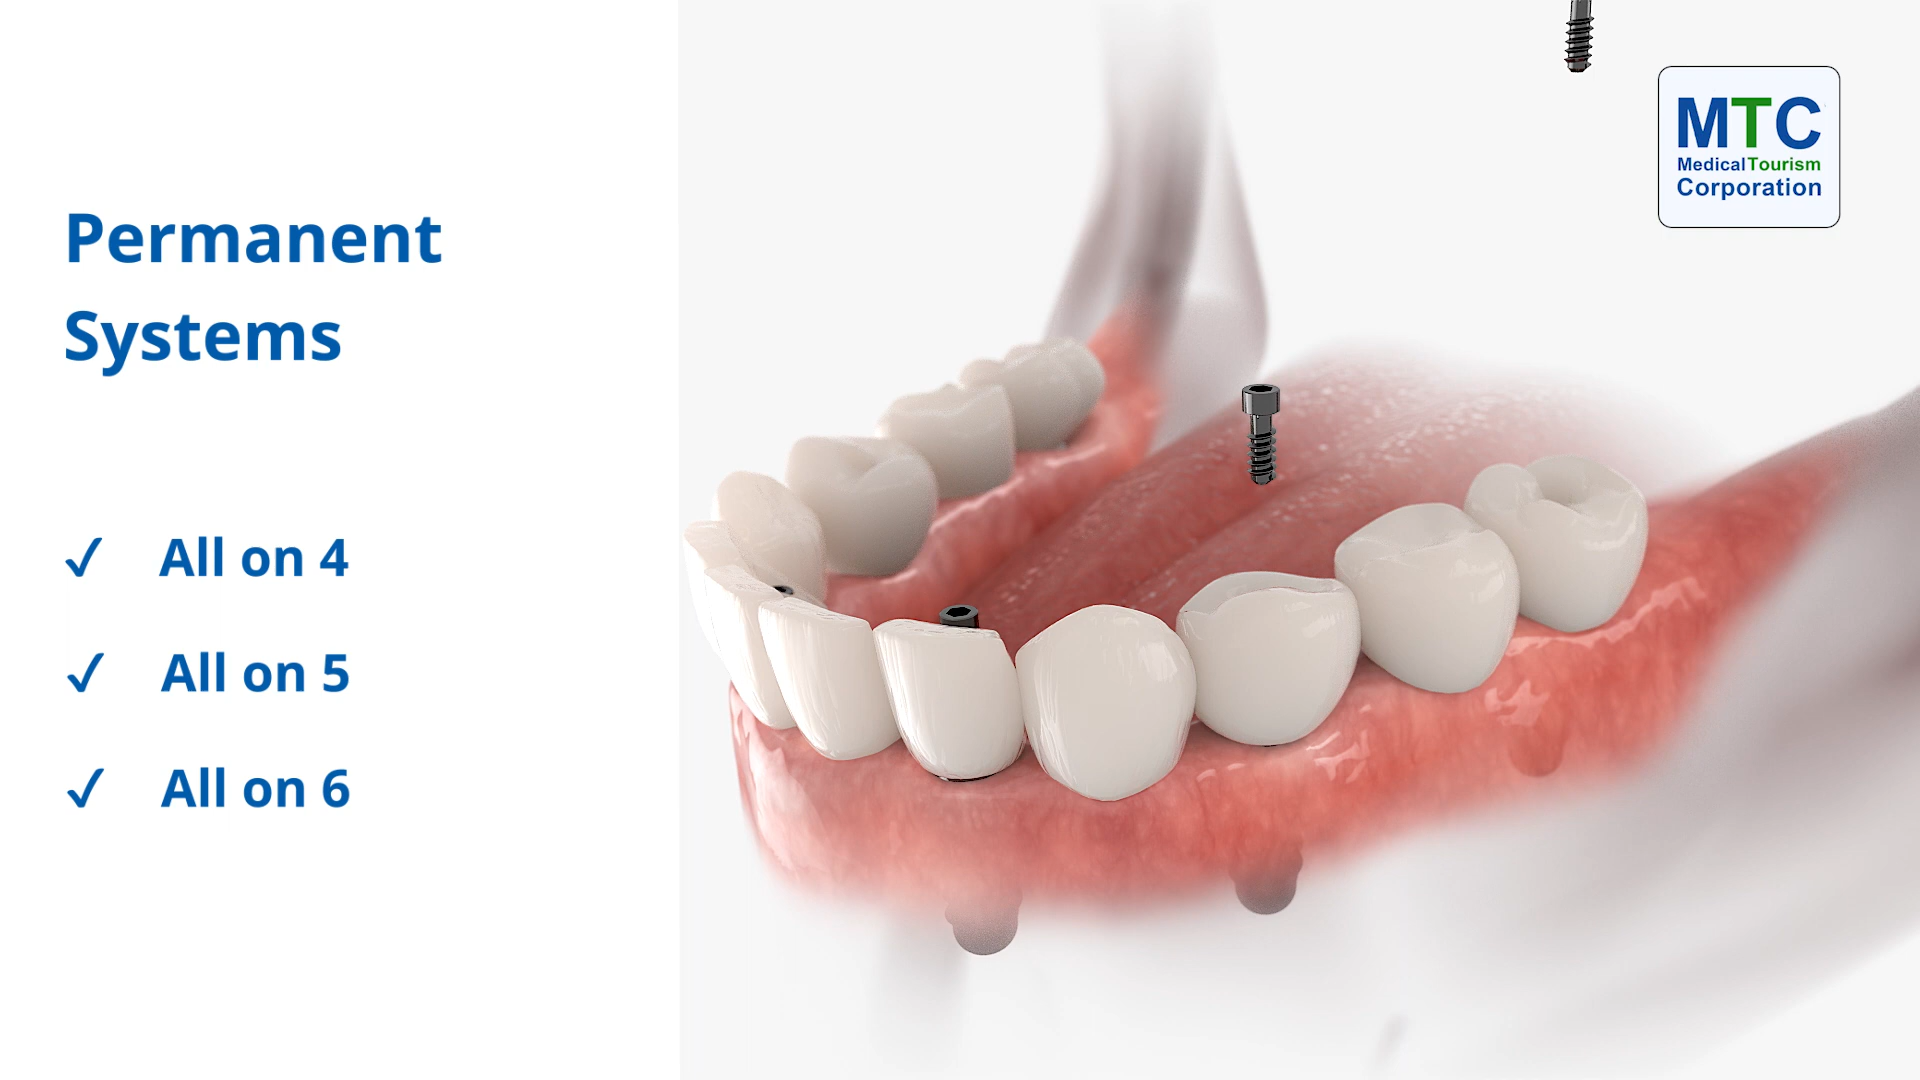 Permanent
Systems
✓ All on 4
✓ All on 5
✓ All on 6
MTC
MedicalTourism
Corporation